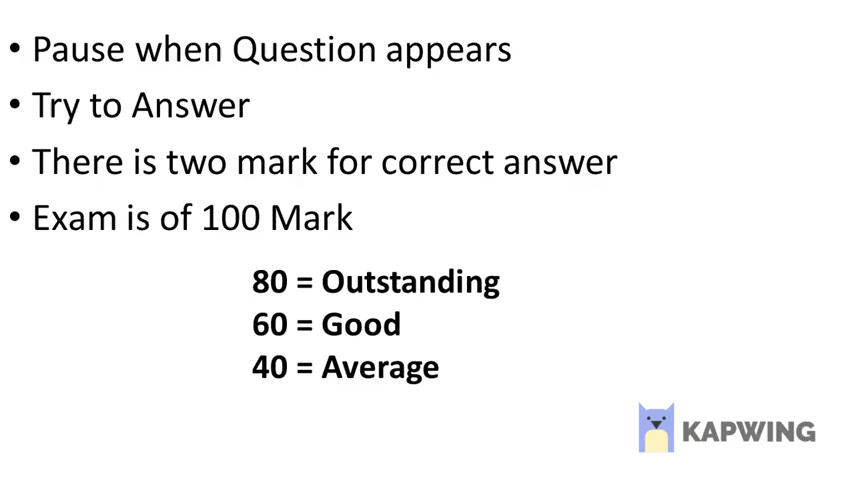 • Pause when Question appears
• Try to Answer
• There is two mark for correct answer
• Exam is of 100 Mark
80 = Outstanding
60 = Good
40 = Average
KAPWING